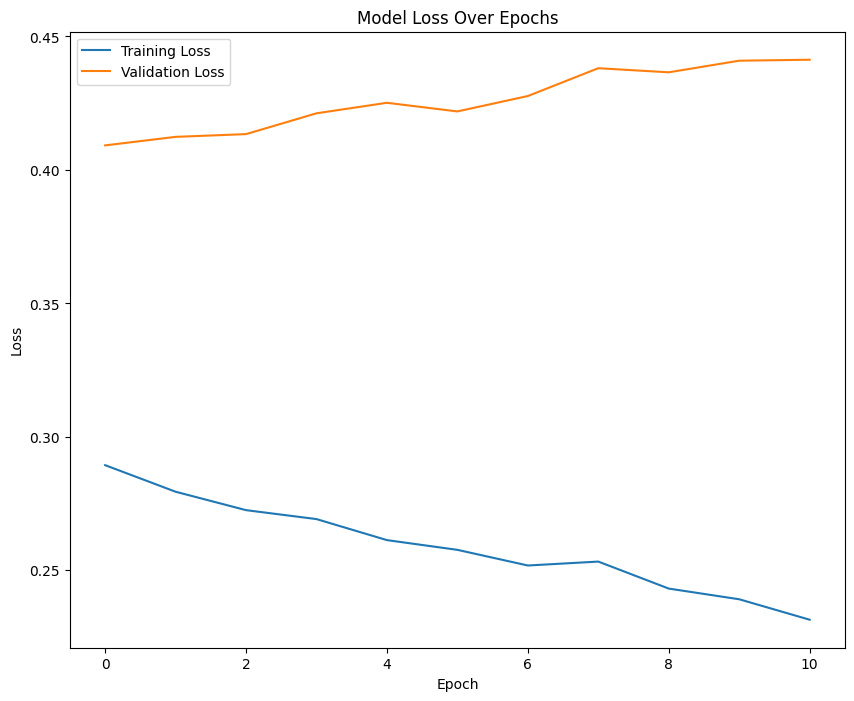 Model Loss Over Epochs
Training Loss
Validation Loss
0.45
0.40
0.35
0.30
0.25
Loss
0 2 4 6 8 10
Epoch